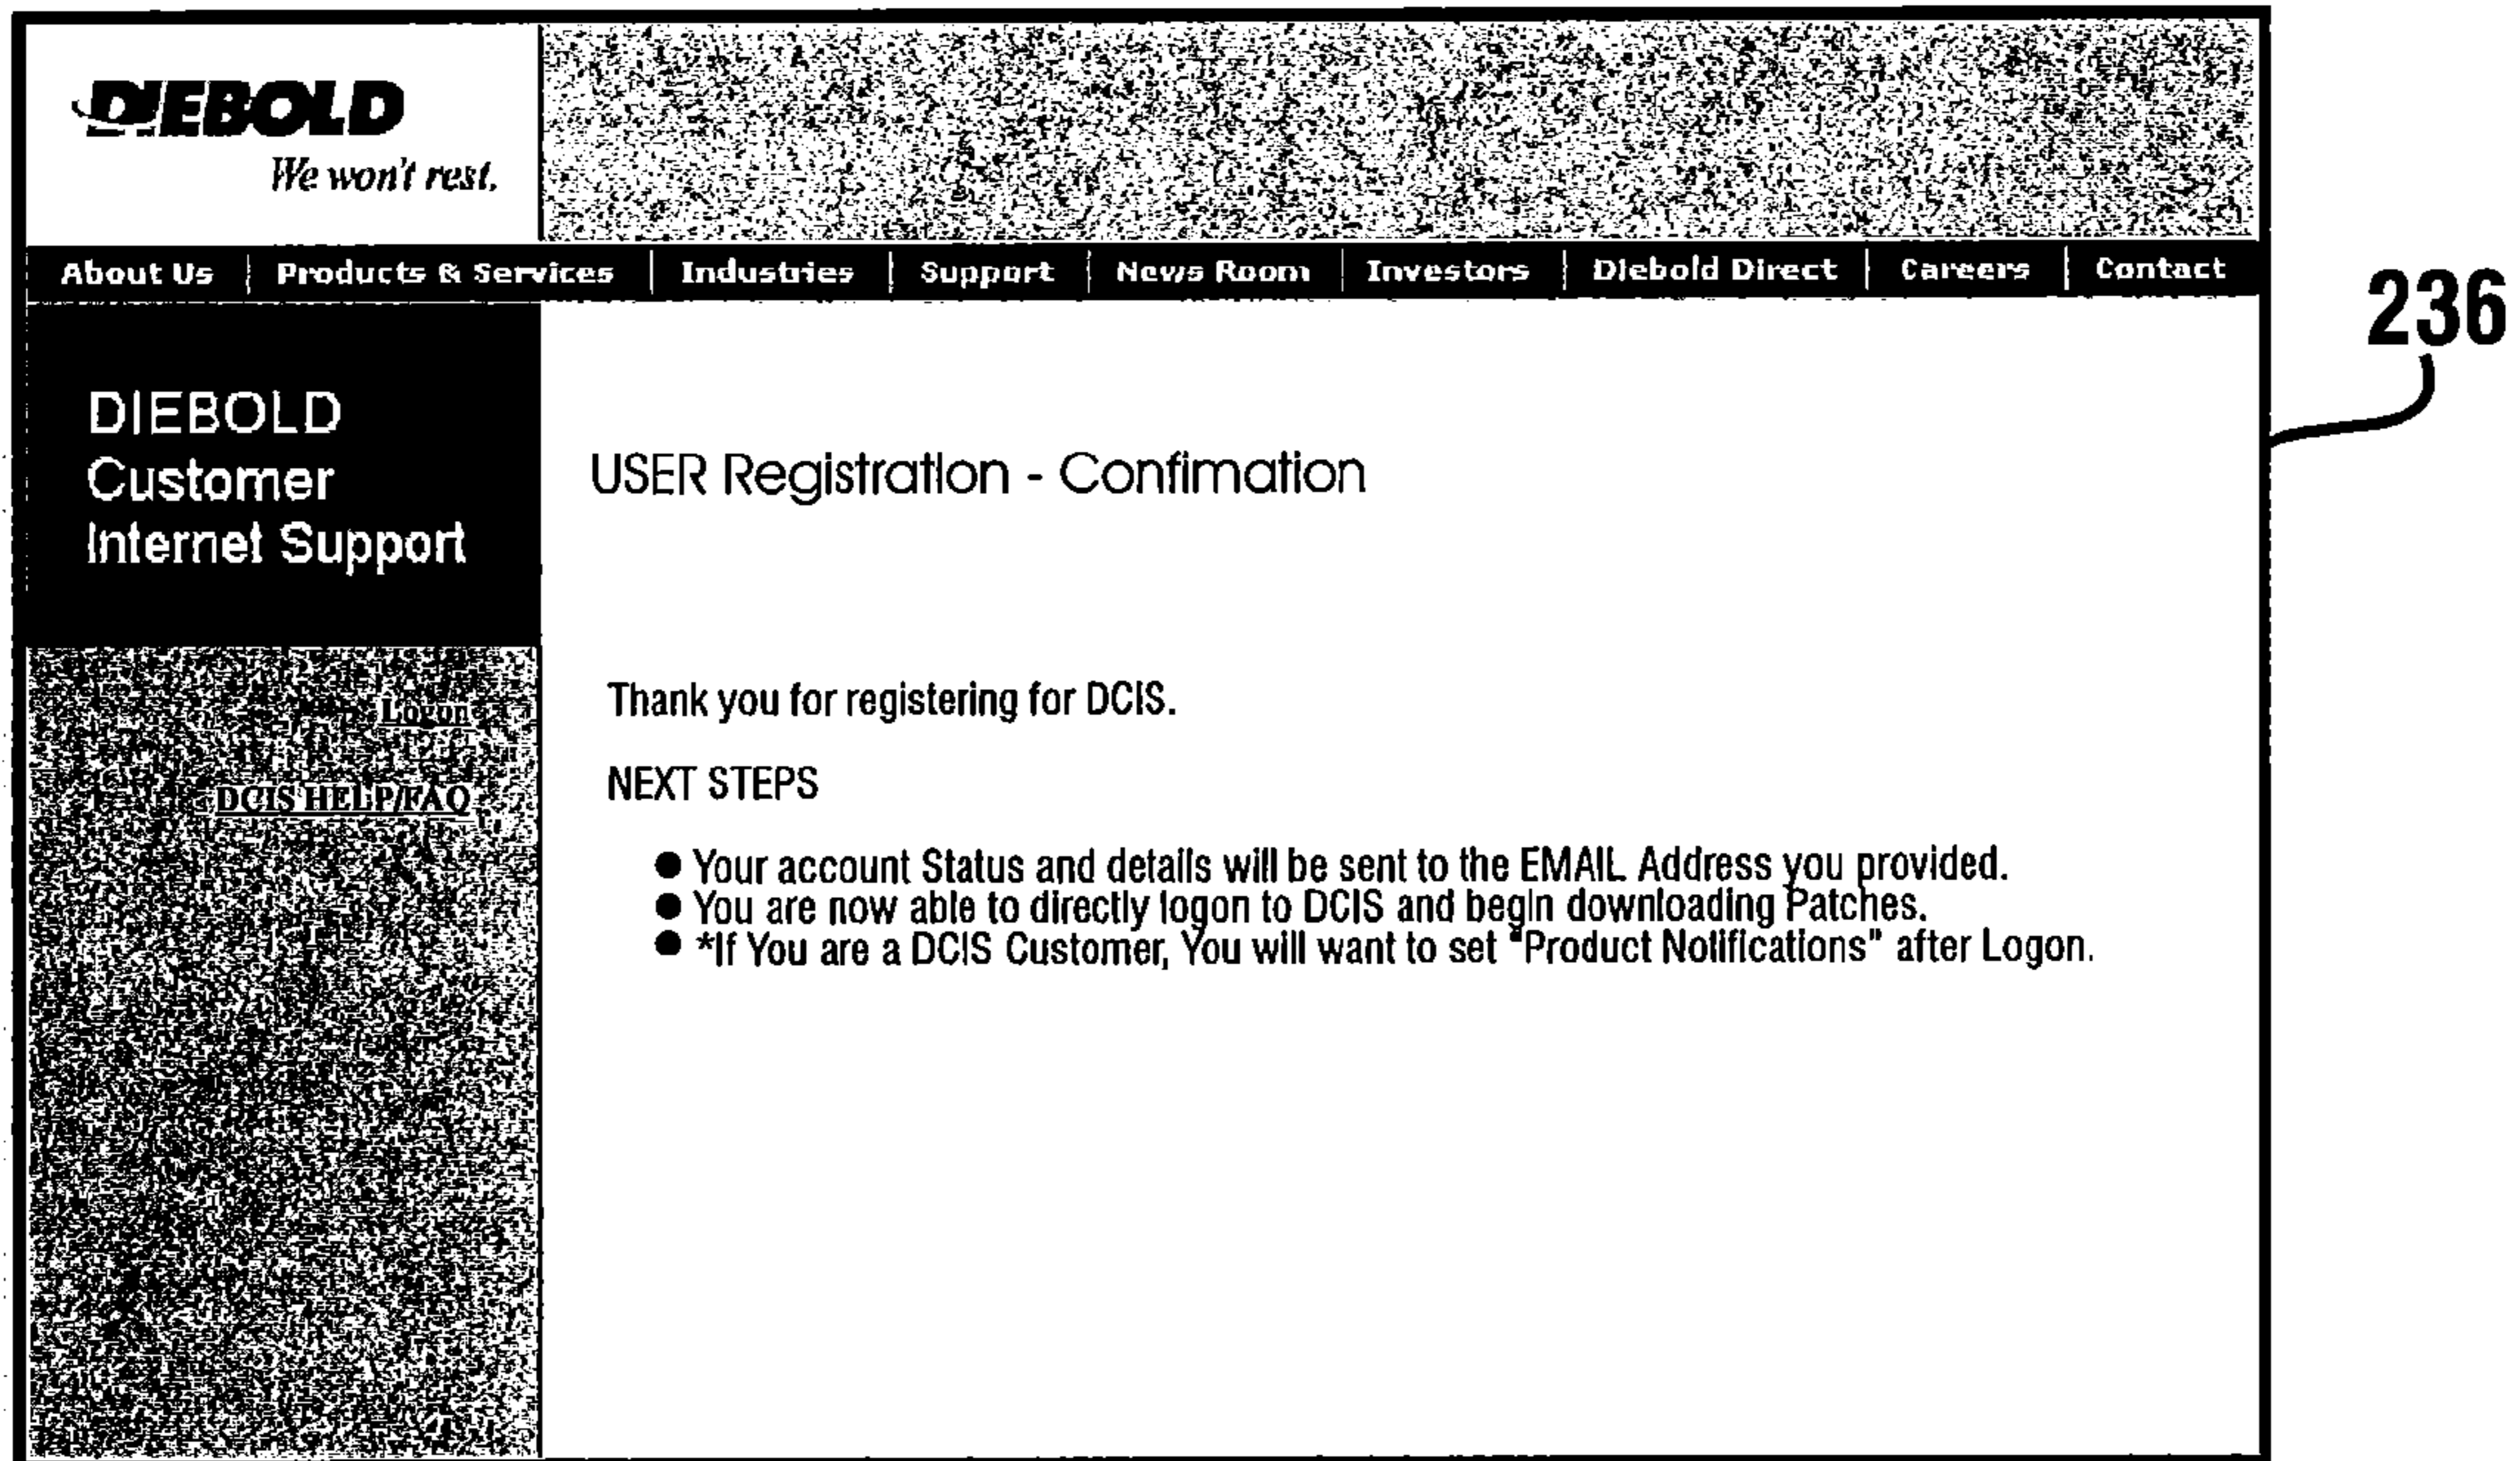 DIEBOLD
We won't rest.
About Us | Products & Services | Industries | Support | News Room | Investors | Diebold Direct | Careers | Contact
236
DIEBOLD
Customer
Internet Support
USER Registration - Confimation
Logon
DCIS HELP/FAQ
Thank you for registering for DCIS.
NEXT STEPS
● Your account Status and details will be sent to the EMAIL Address you provided.
● You are now able to directly logon to DCIS and begin downloading Patches.
● *If You are a DCIS Customer, You will want to set "Product Notifications" after Logon.